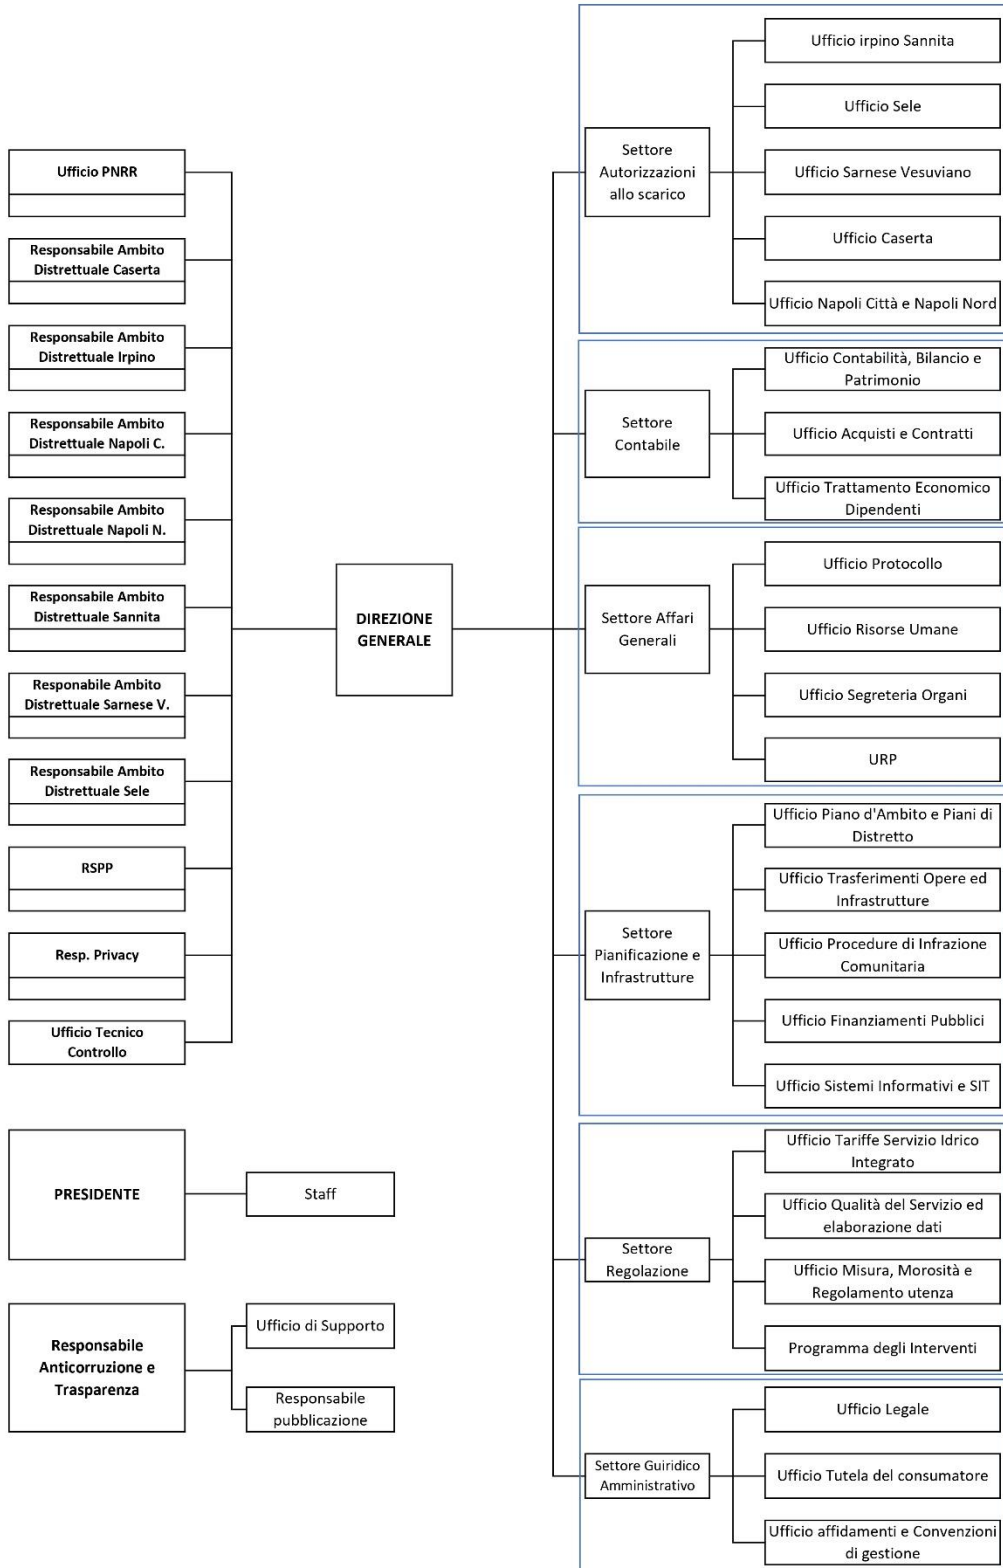 Ufficio PNRR
Responsabile Ambito
Distrettuale Caserta
Responsabile Ambito
Distrettuale Irpino
Responsabile Ambito
Distrettuale Napoli C.
Responsabile Ambito
Distrettuale Napoli N.
Responsabile Ambito
Distrettuale Sannita
Responabile Ambito
Distrettuale Sarnese V.
Responsabile Ambito
Distrettuale Sele
RSPP
Resp. Privacy
Ufficio Tecnico
Controllo
DIREZIONE
GENERALE
PRESIDENTE
Staff
Responsabile
Anticorruzione e
Trasparenza
Ufficio di Supporto
Responsabile
pubblicazione
Settore
Autorizzazioni
allo scarico
Ufficio irpino Sannita
Ufficio Sele
Ufficio Sarnese Vesuviano
Ufficio Caserta
Ufficio Napoli Città e Napoli Nord
Settore
Contabile
Ufficio Contabilità, Bilancio e
Patrimonio
Ufficio Acquisti e Contratti
Ufficio Trattamento Economico
Dipendenti
Settore Affari
Generali
Ufficio Protocollo
Ufficio Risorse Umane
Ufficio Segreteria Organi
URP
Settore
Pianificazione e
Infrastrutture
Ufficio Piano d'Ambito e Piani di
Distretto
Ufficio Trasferimenti Opere ed
Infrastrutture
Ufficio Procedure di Infrazione
Comunitaria
Ufficio Finanziamenti Pubblici
Ufficio Sistemi Informativi e SIT
Settore
Regolazione
Ufficio Tariffe Servizio Idrico
Integrato
Ufficio Qualità del Servizio ed
elaborazione dati
Ufficio Misura, Morosità e
Regolamento utenza
Programma degli Interventi
Settore Guiridico
Amministrativo
Ufficio Legale
Ufficio Tutela del consumatore
Ufficio affidamenti e Convenzioni
di gestione